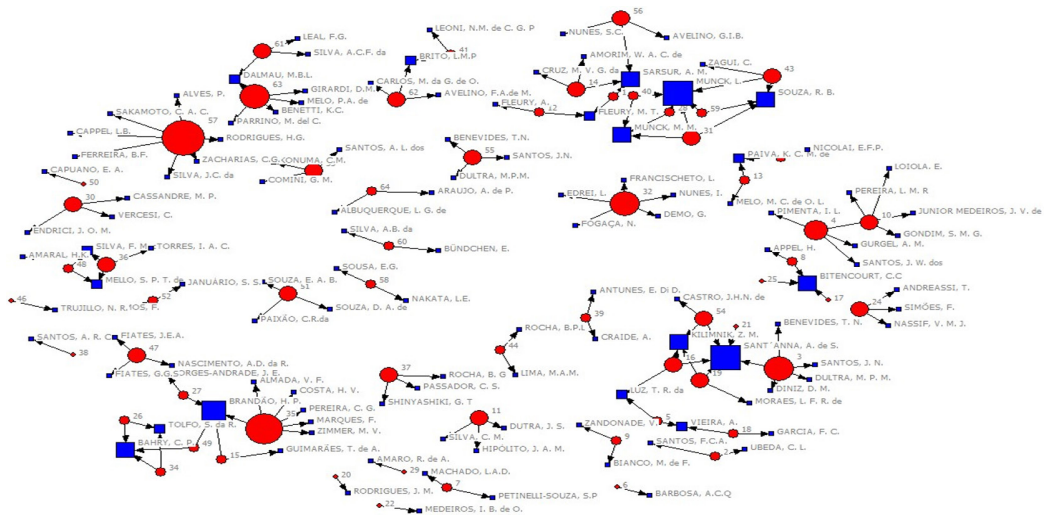 LEAL, F.G.
61
SILVA, A.C.F. da
DALMAU, M.B.L.
63
GIRARDI, D.M.
MELO, P.A. de
BENETTI, K.C.
PARRINO, M. del C.
ALVES, P.
SAKAMOTO, C. A. C.
57
CAPPEL, L.B.
RODRIGUES, H.G.
FERREIRA, B.F.
ZACHARIAS, C.G.
SILVA, J.C. da
LEONI, N.M. de C. G. P
41
BRITO, L.M.P
CARLOS, M. da G. de O.
62
AVELINO, F.A.de M.
56
NUNES, S.C.
AVELINO, G.I.B.
AMORIM, W. A. C. de
CRUZ, M. V. G. da
14
SARSUR, A. M.
ZAGUI, C.
43
MUNCK, L.
SOUZA, R. B.
1
40
FLEURY, A.
12
FLEURY, M. T.
28
59
MUNCK, M. M.
31
SANTOS, A. L. dos
KONUMA, C.M.
COMINI, G. M.
BENEVIDES, T.N.
55
SANTOS, J.N.
DULTRA, M.P.M.
CAPUANO, E. A.
50
30
CASSANDRE, M. P.
VERCESI, C.
ENDRICI, J. O. M.
64
ARAUJO, A. de P.
ALBUQUERQUE, L. G. de
FRANCISCHETO, L.
EDREI, L.
32
NUNES, I.
DEMO, G.
FOGAÇA, N.
NICOLAI, E.F.P.
PAIVA, K. C. M. de
13
MELO, M. C. de O. L.
LOIOLA, E.
PEREIRA, L. M. R
PIMENTA, I. L.
4
10
JUNIOR MEDEIROS, J. V. de
GONDIM, S. M. G.
GURGEL, A. M.
SANTOS, J. W. dos
SILVA, F. M.
TORRES, I. A. C.
AMARAL, H.K.
48
36
MELLO, S. P. T. de
JANUÁRIO, S. S.
46
TRUJILLO, N. R.
52
SILVA, A.B. da
60
BÜNDCHEN, E.
SOUSA, E.G.
58
NAKATA, L.E.
SOUZA, E. A. B.
51
SOUZA, D. A. de
PAIXÃO, C.R.da
APPEL, H.
8
25
BITENCOURT, C.C
17
24
ANDREASSI, T.
SIMÕES, F.
NASSIF, V. M. J.
ANTUNES, E. Di D.
39
CRAIDE, A.
CASTRO, J.H.N. de
54
21
BENEVIDES, T. N.
KILIMNIK, Z. M.
SANT´ANNA, A. de S.
16
19
3
SANTOS, J. N.
DULTRA, M. P. M.
DINIZ, D. M.
MORAES, L. F. R. de
LUZ, T. R. da
SANTOS, A. R. C
38
FIATES, J.E.A.
47
NASCIMENTO, A.D. da R.
FIATES, G.G.S.
27
ALMADA, V. F.
COSTA, H. V.
BRANDÃO, H. P.
35
PEREIRA, C. G.
MARQUES, F.
ZIMMER, M. V.
26
TOLFO, S. da R.
BAHRY, C. P.
49
15
GUIMARÃES, T. de A.
34
ROCHA, B.P.L
44
LIMA, M.A.M.
37
ROCHA, B. G
PASSADOR, C. S.
SHINYASHIKI, G. T
11
DUTRA, J. S.
SILVA, C. M.
HIPÓLITO, J. A. M.
5
VIEIRA, A.
18
GARCIA, F. C.
ZANDONADE, V.
9
BIANCO, M. de F.
SANTOS, F.C.A.
2
UBEDA, C. L.
AMARO, R. de A.
29
MACHADO, L.A.D.
7
PETINELLI-SOUZA, S.P
20
RODRIGUES, J. M.
22
MEDEIROS, I. B. de O.
6
BARBOSA, A.C.Q